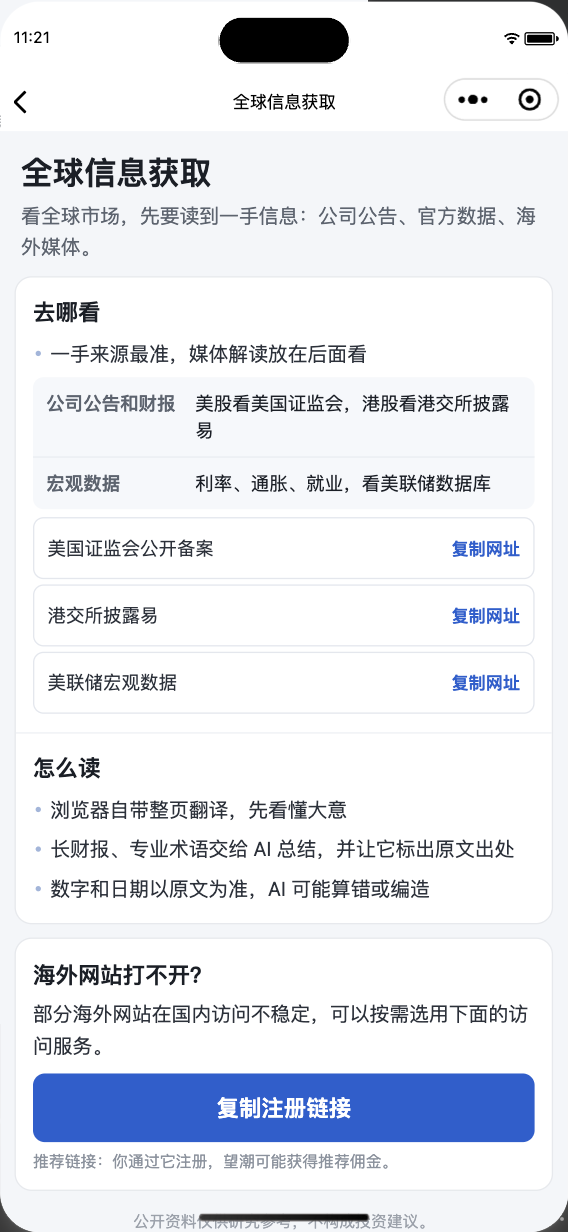 11:21
全球信息获取
全球信息获取
看全球市场，先要读到一手信息：公司公告、官方数据、海
外媒体。
去哪看
• 一手来源最准，媒体解读放在后面看
公司公告和财报 美股看美国证监会，港股看港交所披露
易
宏观数据 利率、通胀、就业，看美联储数据库
美国证监会公开备案 复制网址
港交所披露易 复制网址
美联储宏观数据 复制网址
怎么读
• 浏览器自带整页翻译，先看懂大意
• 长财报、专业术语交给 AI 总结，并让它标出原文出处
• 数字和日期以原文为准，AI 可能算错或编造
海外网站打不开？
部分海外网站在国内访问不稳定，可以按需选用下面的访
问服务。
复制注册链接
推荐链接：你通过它注册，望潮可能获得推荐佣金。
公开资料仅供研究参考，不构成投资建议。